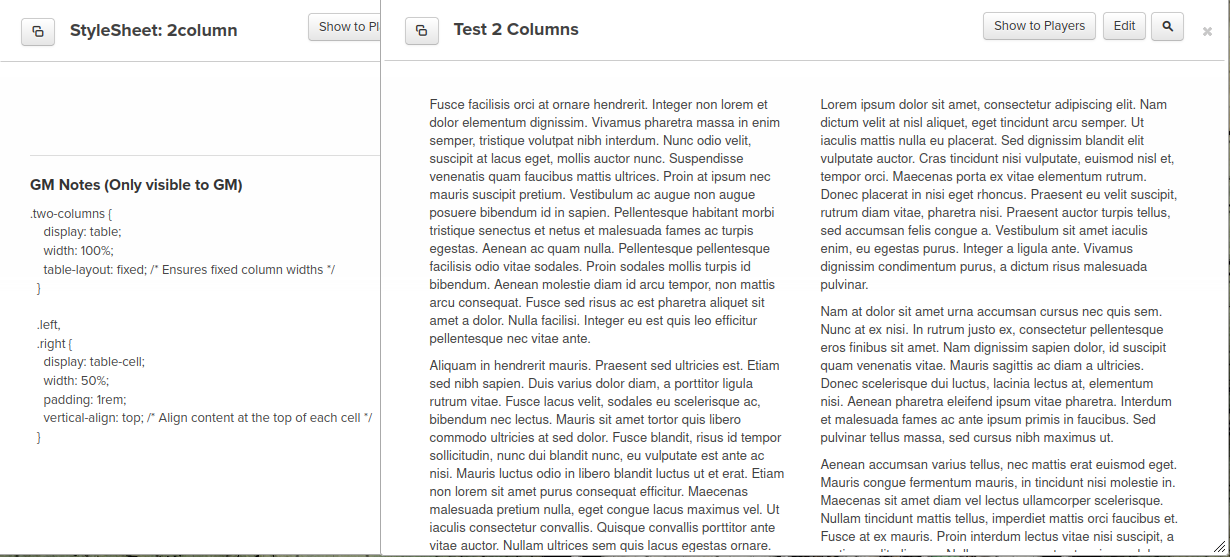 StyleSheet: 2column
Show to Pl
GM Notes (Only visible to GM)
.two-columns {
display: table;
width: 100%;
table-layout: fixed; /* Ensures fixed column widths */
}
.left,
.right {
display: table-cell;
width: 50%;
padding: 1rem;
vertical-align: top; /* Align content at the top of each cell */
}
Test 2 Columns
Show to Players
Edit
Fusce facilisis orci at ornare hendrerit. Integer non lorem et
dolor elementum dignissim. Vivamus pharetra massa in enim
semper, tristique volutpat nibh interdum. Nunc odio velit,
suscipit at lacus eget, mollis auctor nunc. Suspendisse
venenatis quam faucibus mattis ultrices. Proin at ipsum nec
mauris suscipit pretium. Vestibulum ac augue non augue
posuere bibendum id in sapien. Pellentesque habitant morbi
tristique senectus et netus et malesuada fames ac turpis
egestas. Aenean ac quam nulla. Pellentesque pellentesque
facilisis odio vitae sodales. Proin sodales mollis turpis id
bibendum. Aenean molestie diam id arcu tempor, non mattis
arcu consequat. Fusce sed risus ac est pharetra aliquet sit
amet a dolor. Nulla facilisi. Integer eu est quis leo efficitur
pellentesque nec vitae ante.
Aliquam in hendrerit mauris. Praesent sed ultricies est. Etiam
sed nibh sapien. Duis varius dolor diam, a porttitor ligula
rutrum vitae. Fusce lacus velit, sodales eu scelerisque ac,
bibendum nec lectus. Mauris sit amet tortor quis libero
commodo ultricies at sed dolor. Fusce blandit, risus id tempor
sollicitudin, nunc dui blandit nunc, eu vulputate est ante ac
nisi. Mauris luctus odio in libero blandit luctus ut et erat. Etiam
non lorem sit amet purus consequat efficitur. Maecenas
malesuada pretium nulla, eget congue lacus maximus vel. Ut
iaculis consectetur convallis. Quisque convallis porttitor ante
vitae auctor. Nullam ultrices sem quis lacus egestas ornare.
Lorem ipsum dolor sit amet, consectetur adipiscing elit. Nam
dictum velit at nisl aliquet, eget tincidunt arcu semper. Ut
iaculis mattis nulla eu placerat. Sed dignissim blandit elit
vulputate auctor. Cras tincidunt nisi vulputate, euismod nisl et,
tempor orci. Maecenas porta ex vitae elementum rutrum.
Donec placerat in nisi eget rhoncus. Praesent eu velit suscipit,
rutrum diam vitae, pharetra nisi. Praesent auctor turpis tellus,
sed accumsan felis congue a. Vestibulum sit amet iaculis
enim, eu egestas purus. Integer a ligula ante. Vivamus
dignissim condimentum purus, a dictum risus malesuada
pulvinar.
Nam at dolor sit amet urna accumsan cursus nec quis sem.
Nunc at ex nisi. In rutrum justo ex, consectetur pellentesque
eros finibus sit amet. Nam dignissim sapien dolor, id suscipit
quam venenatis vitae. Mauris sagittis ac diam a ultricies.
Donec scelerisque dui luctus, lacinia lectus at, elementum
nisi. Aenean pharetra eleifend ipsum vitae pharetra. Interdum
et malesuada fames ac ante ipsum primis in faucibus. Sed
pulvinar tellus massa, sed cursus nibh maximus ut.
Aenean accumsan varius tellus, nec mattis erat euismod eget.
Mauris congue fermentum mauris, in tincidunt nisi molestie in.
Maecenas sit amet diam vel lectus ullamcorper scelerisque.
Nullam tincidunt mattis tellus, imperdiet mattis orci faucibus et.
Fusce at ex mauris. Proin interdum lectus vitae nisi suscipit, a